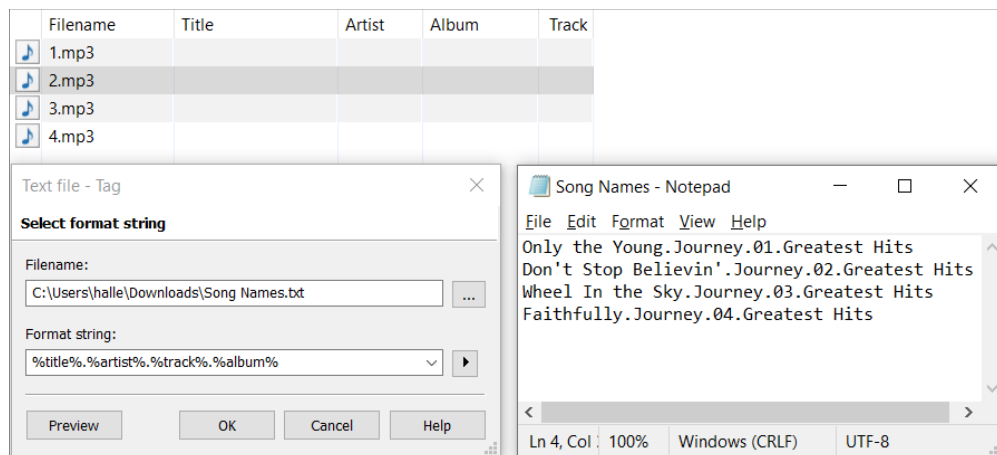 Filename Title Artist Album Track
1.mp3
2.mp3
3.mp3
4.mp3
Text file - Tag
Select format string
Filename:
C:\Users\halle\Downloads\Song Names.txt
...
Format string:
%title%.%artist%.%track%.%album%
Preview OK Cancel Help
Song Names - Notepad
File Edit Format View Help
Only the Young.Journey.01.Greatest Hits
Don't Stop Believin'.Journey.02.Greatest Hits
Wheel In the Sky.Journey.03.Greatest Hits
Faithfully.Journey.04.Greatest Hits
Ln 4, Col 100% Windows (CRLF) UTF-8